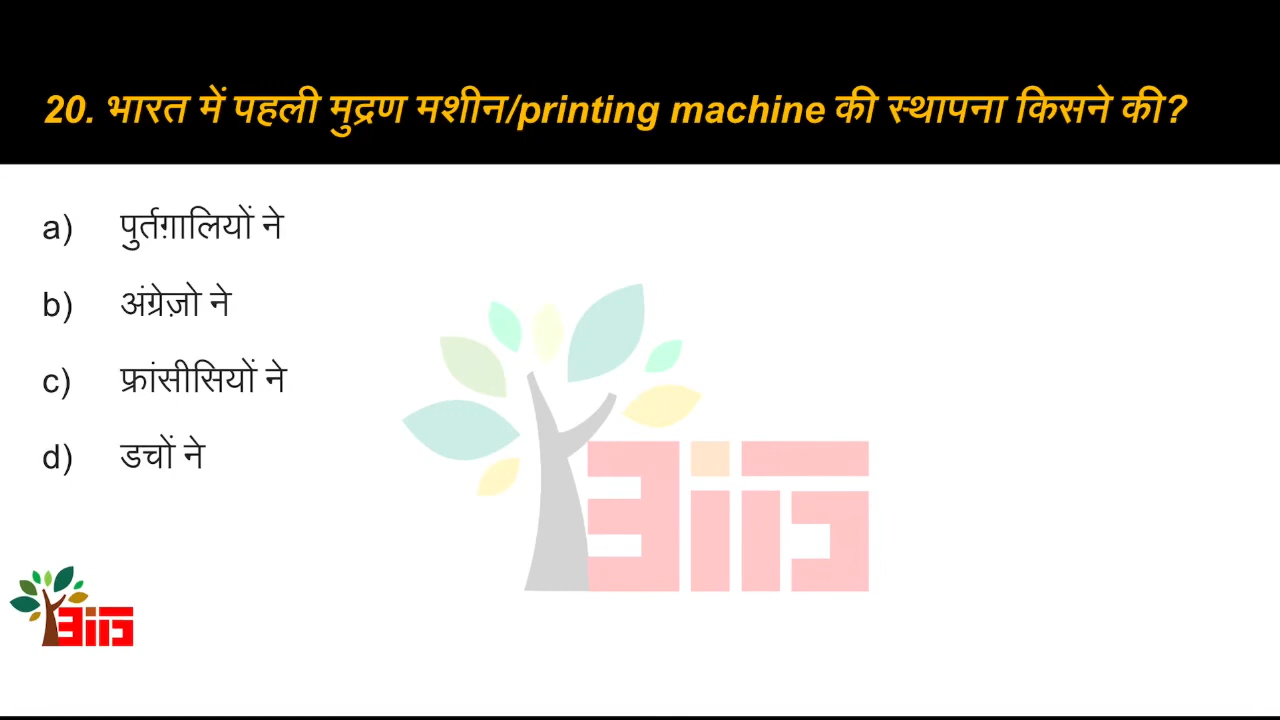 20. भारत में पहली मुद्रण मशीन/printing machine की स्थापना किसने की?
a) पुर्तग़ालियों ने
b) अंग्रेज़ो ने
c) फ्रांसीसियों ने
d) डचों ने